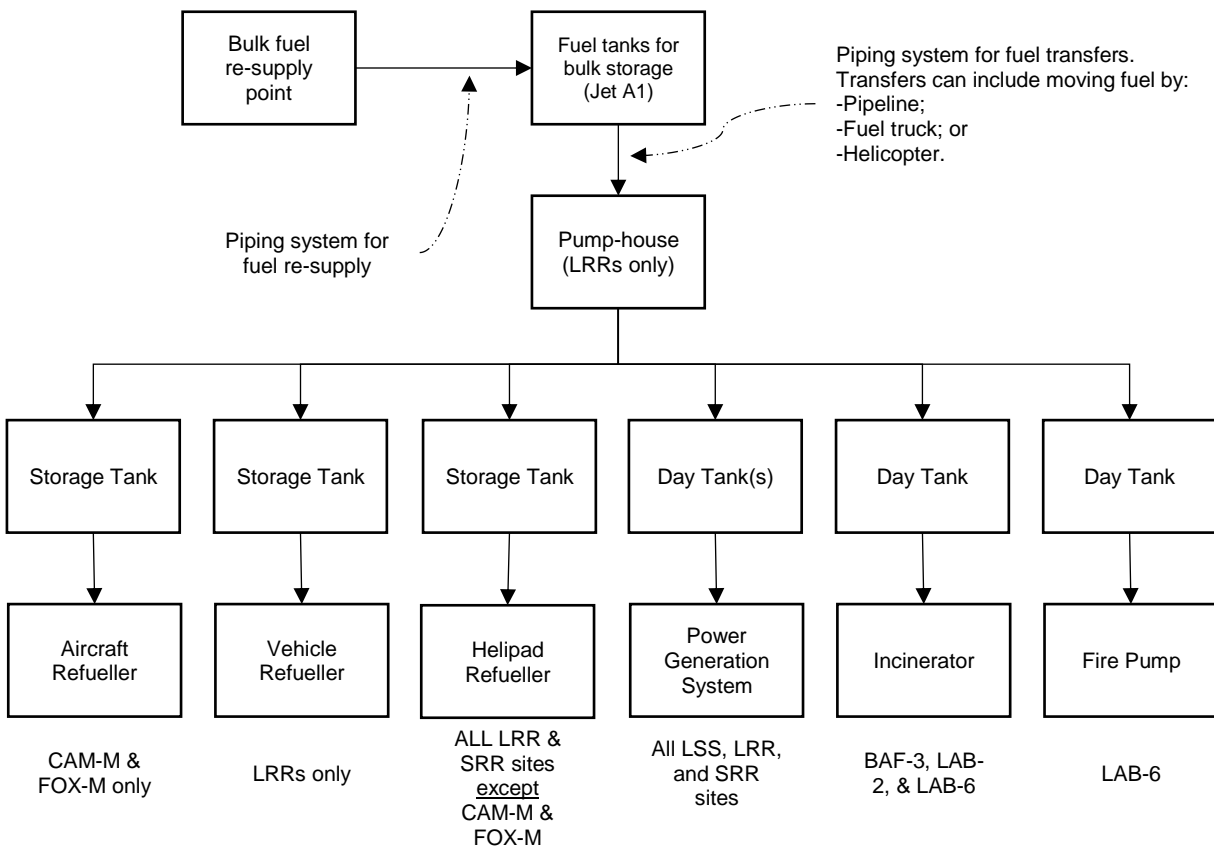 Bulk fuel
re-supply
point
Fuel tanks for
bulk storage
(Jet A1)
Piping system for fuel transfers.
Transfers can include moving fuel by:
-Pipeline;
-Fuel truck; or
-Helicopter.
Piping system for
fuel re-supply
Pump-house
(LRRs only)
Storage Tank
Storage Tank
Storage Tank
Day Tank(s)
Day Tank
Day Tank
Aircraft
Refueller
Vehicle
Refueller
Helipad
Refueller
Power
Generation
System
Incinerator
Fire Pump
CAM-M &
FOX-M only
LRRs only
ALL LRR &
SRR sites
except
CAM-M &
FOX-M
All LSS, LRR,
and SRR
sites
BAF-3, LAB-
2, & LAB-6
LAB-6